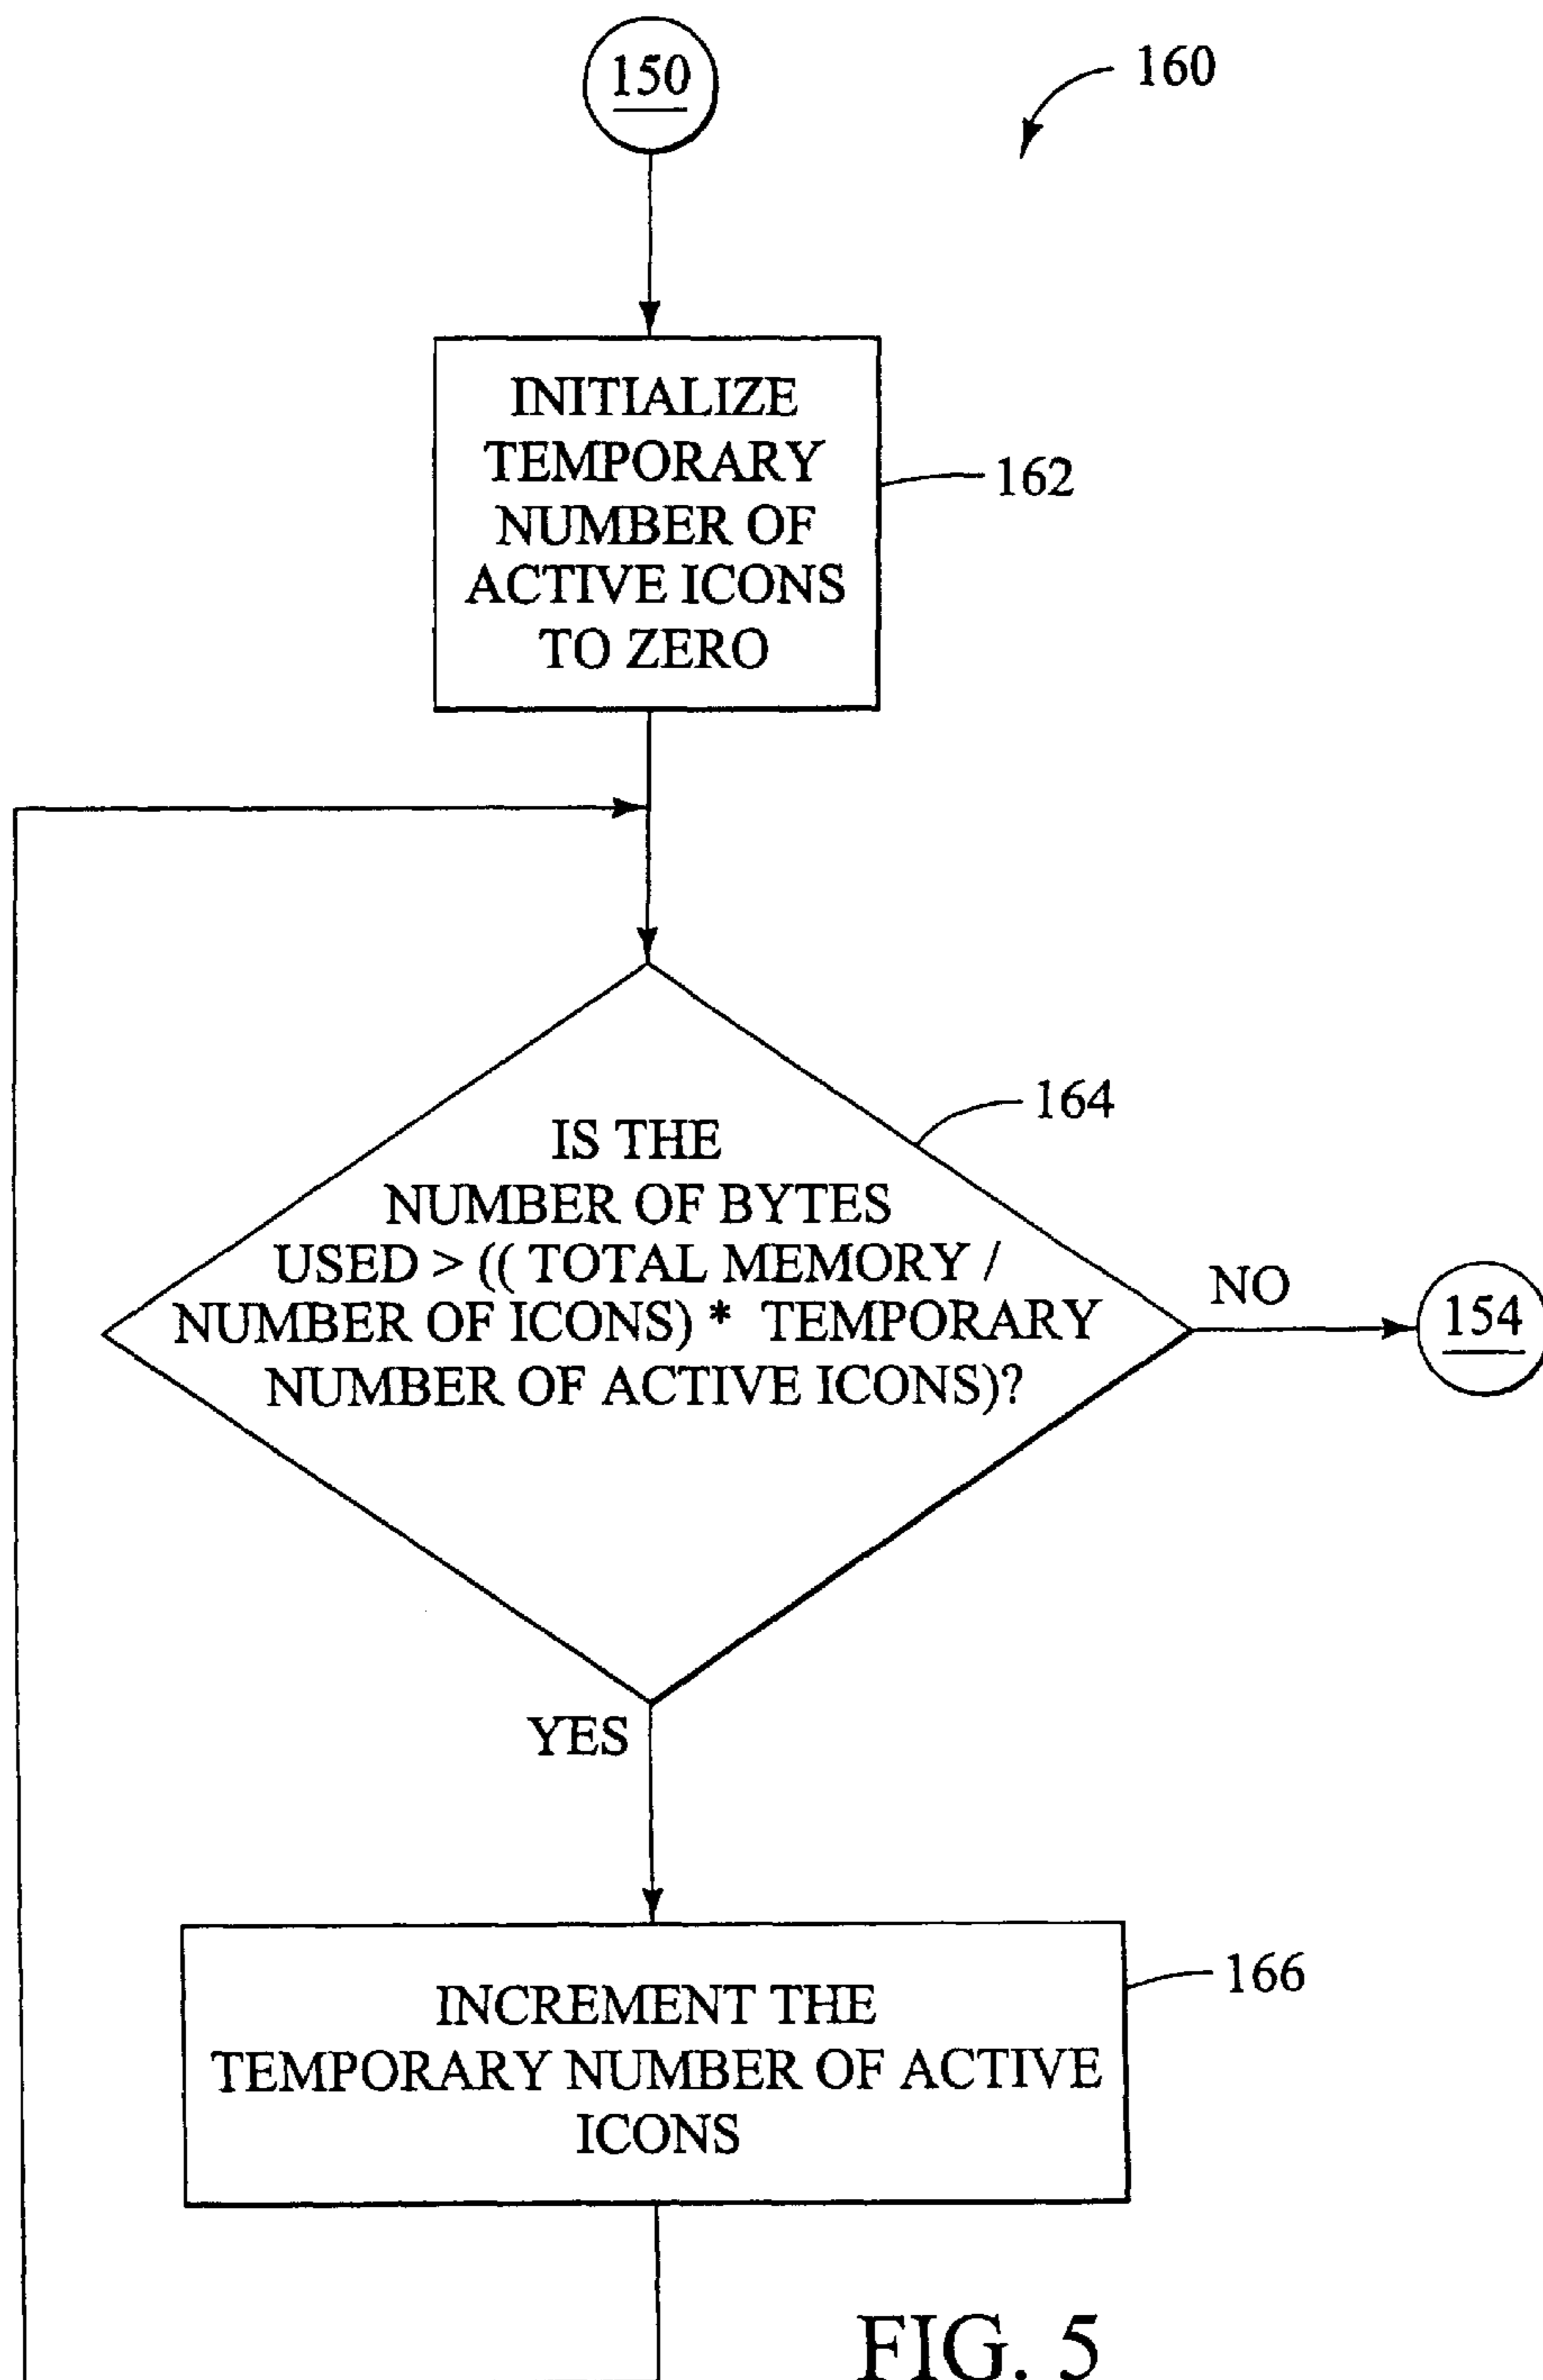 150
160
INITIALIZE
TEMPORARY
NUMBER OF
ACTIVE ICONS
TO ZERO
162
164
IS THE
NUMBER OF BYTES
USED > (( TOTAL MEMORY /
NUMBER OF ICONS) * TEMPORARY
NUMBER OF ACTIVE ICONS)?
NO
154
YES
INCREMENT THE
TEMPORARY NUMBER OF ACTIVE
ICONS
166
FIG. 5